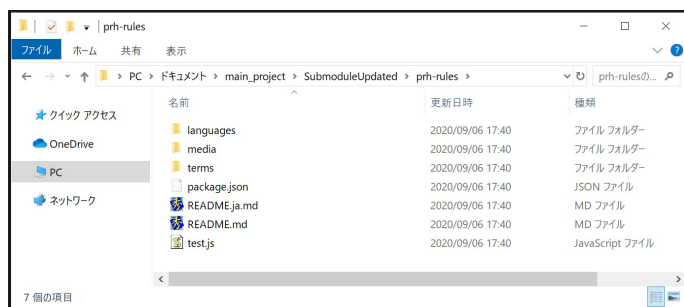 prh-rules
ファイル ホーム 共有 表示
PC ドキュメント main_project SubmoduleUpdated prh-rules prh-rulesの...
クイック アクセス
OneDrive
PC
ネットワーク
名前 更新日時 種類
languages 2020/09/06 17:40 ファイル フォルダー
media 2020/09/06 17:40 ファイル フォルダー
terms 2020/09/06 17:40 ファイル フォルダー
package.json 2020/09/06 17:40 JSON ファイル
README.ja.md 2020/09/06 17:40 MD ファイル
README.md 2020/09/06 17:40 MD ファイル
test.js 2020/09/06 17:40 JavaScript ファイル
7 個の項目